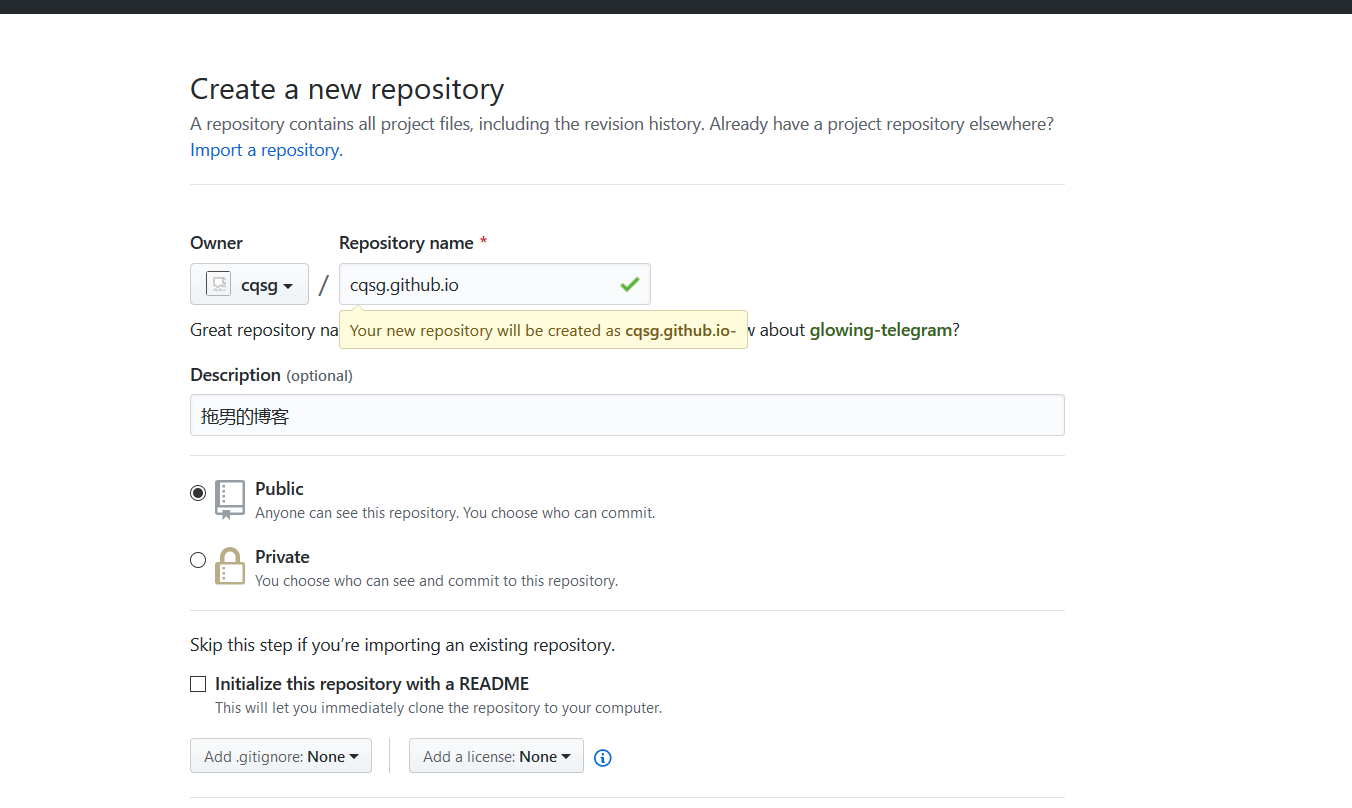 Create a new repository
A repository contains all project files, including the revision history. Already have a project repository elsewhere?
Import a repository.
Owner
Repository name *
cqsg
/
cqsg.github.io
Great repository na
Your new repository will be created as cqsg.github.io-
w about glowing-telegram?
Description (optional)
拖男的博客
Public
Anyone can see this repository. You choose who can commit.
Private
You choose who can see and commit to this repository.
Skip this step if you’re importing an existing repository.
Initialize this repository with a README
This will let you immediately clone the repository to your computer.
Add .gitignore: None
Add a license: None